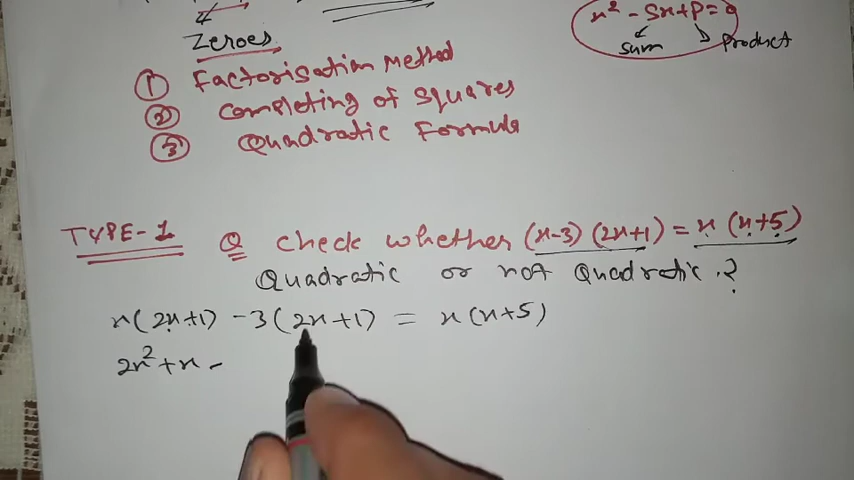 x² - Sx + P = 0
sum product
Zeroes
① Factorisation Method
② Completing of squares
③ Quadratic Formula
TYPE-1 Q check whether (x-3) (2x+1) = x (x+5)
Quadratic or not Quadratic ?
x(2x+1) -3(2x+1) = x(x+5)
2x² + x -